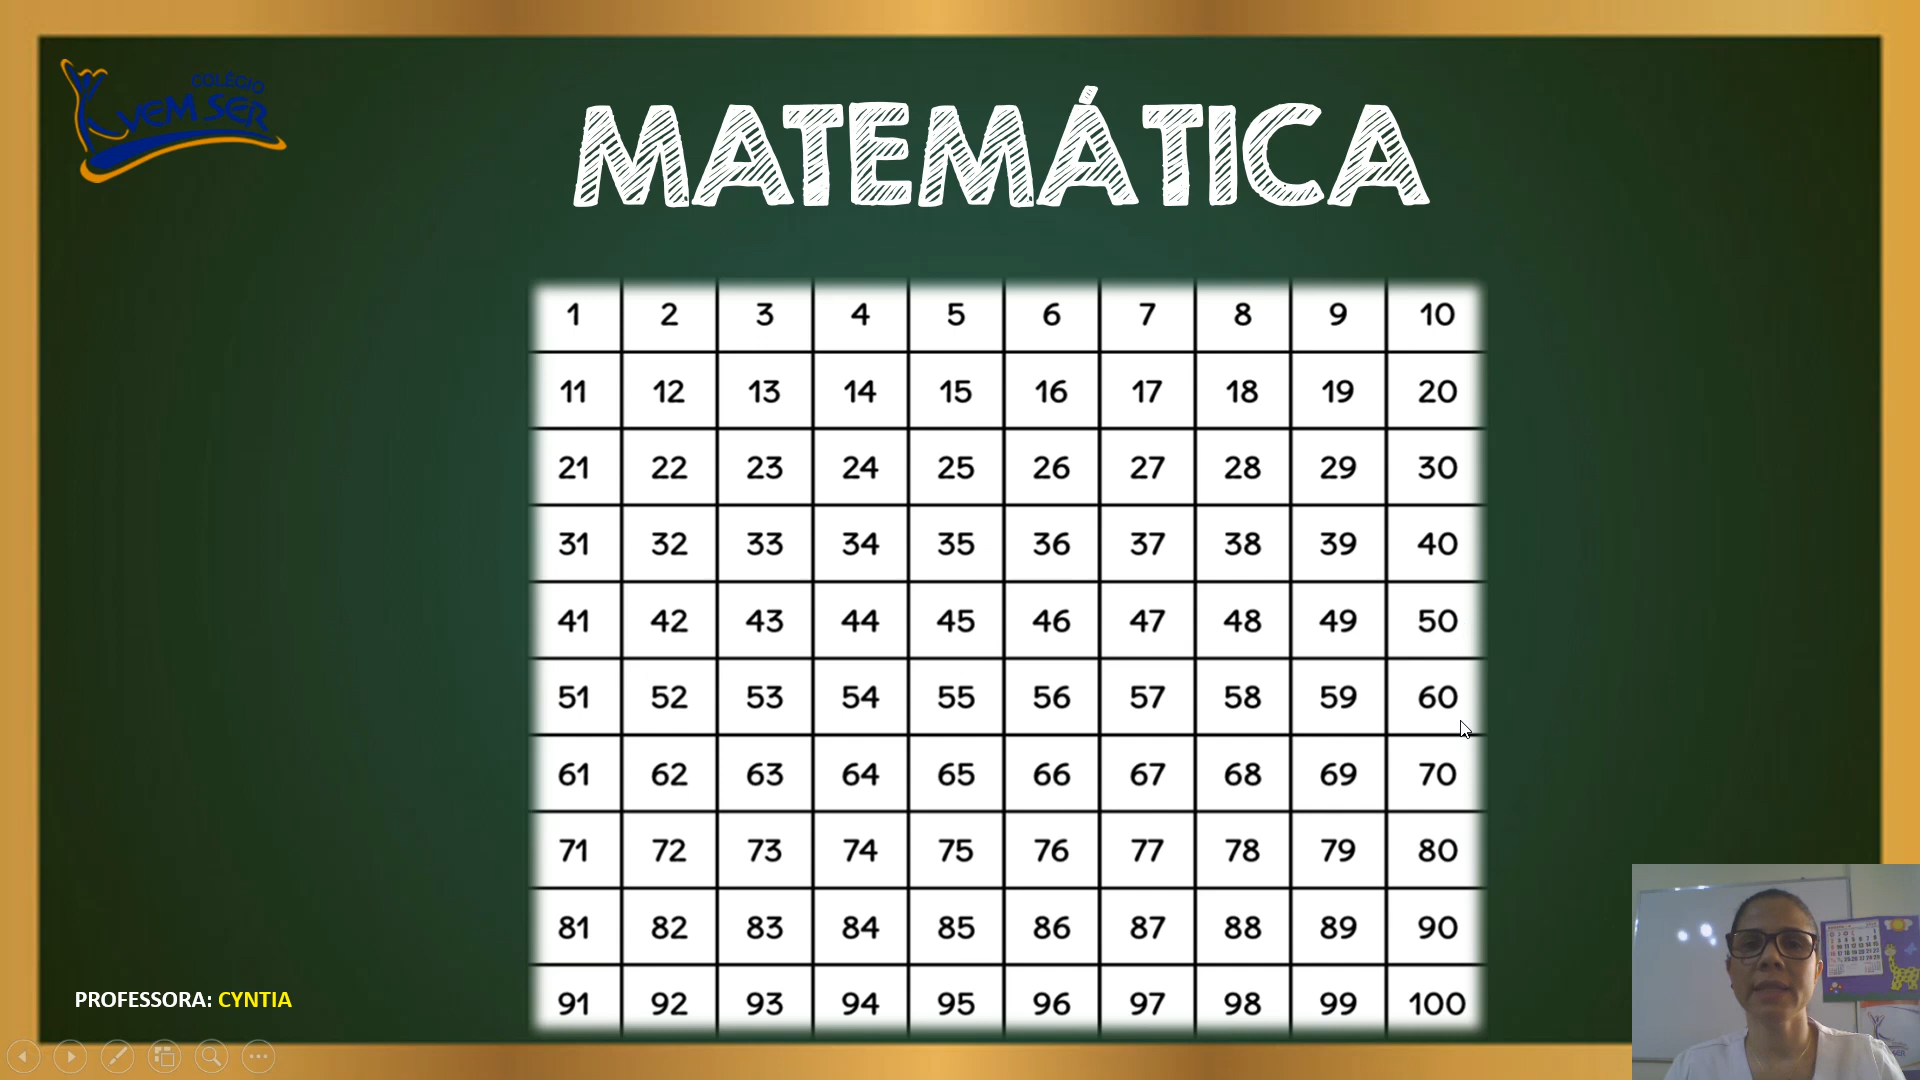 COLÉGIO
VEM SER
MATEMÁTICA
1 2 3 4 5 6 7 8 9 10
11 12 13 14 15 16 17 18 19 20
21 22 23 24 25 26 27 28 29 30
31 32 33 34 35 36 37 38 39 40
41 42 43 44 45 46 47 48 49 50
51 52 53 54 55 56 57 58 59 60
61 62 63 64 65 66 67 68 69 70
71 72 73 74 75 76 77 78 79 80
81 82 83 84 85 86 87 88 89 90
91 92 93 94 95 96 97 98 99 100
PROFESSORA: CYNTIA